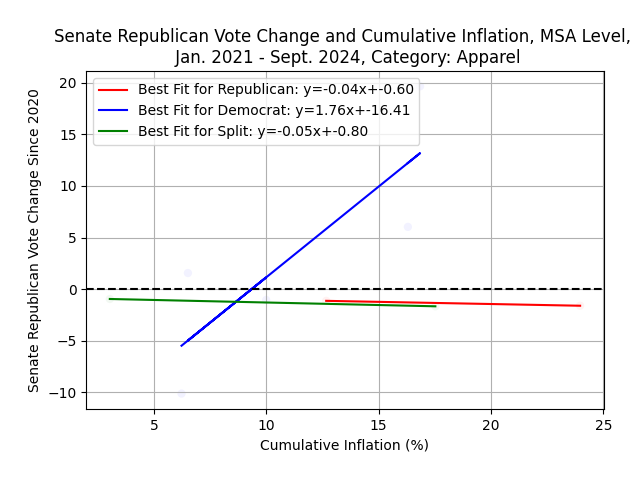 Senate Republican Vote Change and Cumulative Inflation, MSA Level,
Jan. 2021 - Sept. 2024, Category: Apparel
Best Fit for Republican: y=-0.04x+-0.60
Best Fit for Democrat: y=1.76x+-16.41
Best Fit for Split: y=-0.05x+-0.80
Senate Republican Vote Change Since 2020
20
15
10
5
0
−5
−10
5 10 15 20 25
Cumulative Inflation (%)